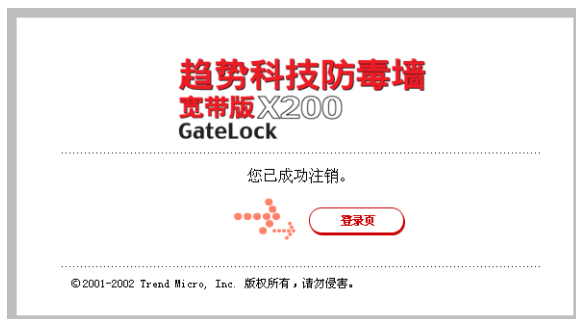 趋势科技防毒墙
宽带版X200
GateLock
您已成功注销。
登录页
©2001-2002 Trend Micro, Inc. 版权所有，请勿侵害。